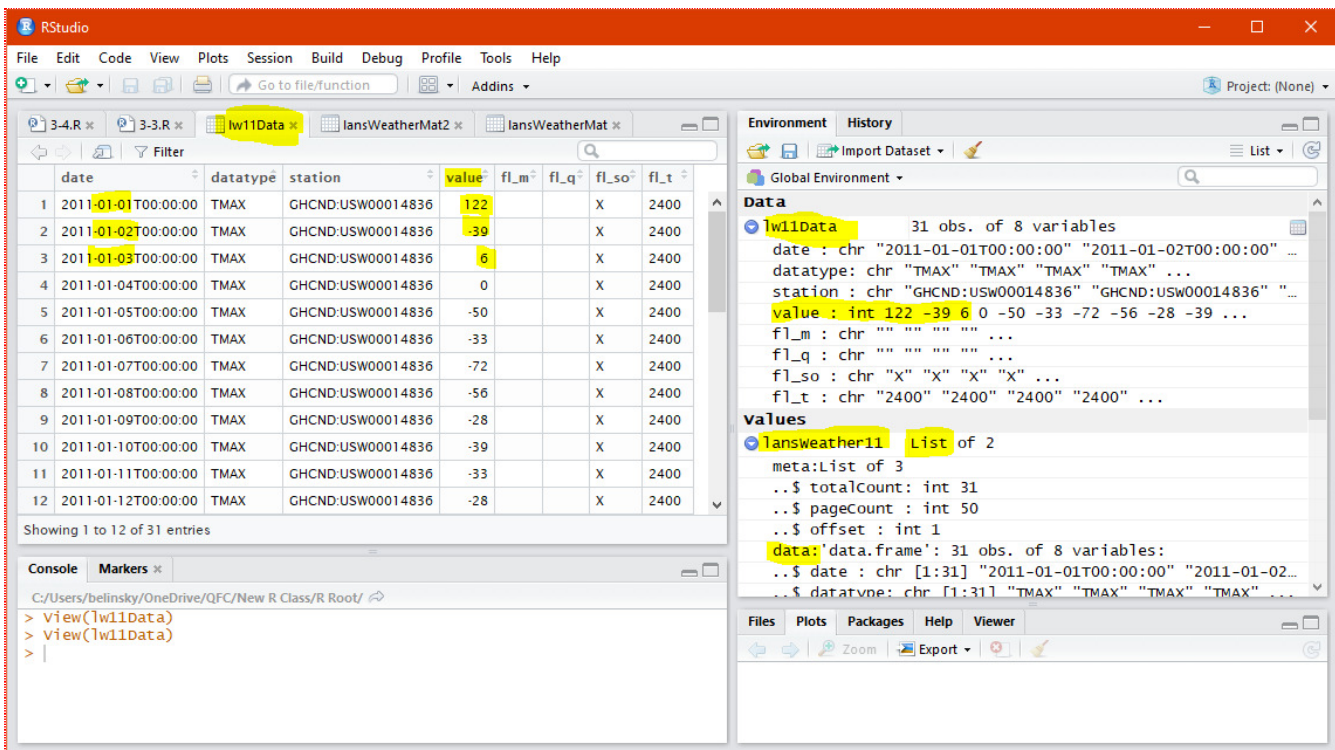 RStudio
File Edit Code View Plots Session Build Debug Profile Tools Help
Go to file/function Addins Project: (None)
3-4.R 3-3.R lw11Data lansWeatherMat2 lansWeatherMat
Filter
date datatype station value fl_m fl_q fl_so fl_t
1 2011-01-01T00:00:00 TMAX GHCND:USW00014836 122 X 2400
2 2011-01-02T00:00:00 TMAX GHCND:USW00014836 -39 X 2400
3 2011-01-03T00:00:00 TMAX GHCND:USW00014836 6 X 2400
4 2011-01-04T00:00:00 TMAX GHCND:USW00014836 0 X 2400
5 2011-01-05T00:00:00 TMAX GHCND:USW00014836 -50 X 2400
6 2011-01-06T00:00:00 TMAX GHCND:USW00014836 -33 X 2400
7 2011-01-07T00:00:00 TMAX GHCND:USW00014836 -72 X 2400
8 2011-01-08T00:00:00 TMAX GHCND:USW00014836 -56 X 2400
9 2011-01-09T00:00:00 TMAX GHCND:USW00014836 -28 X 2400
10 2011-01-10T00:00:00 TMAX GHCND:USW00014836 -39 X 2400
11 2011-01-11T00:00:00 TMAX GHCND:USW00014836 -33 X 2400
12 2011-01-12T00:00:00 TMAX GHCND:USW00014836 -28 X 2400
Showing 1 to 12 of 31 entries
Console Markers
C:/Users/belinsky/OneDrive/QFC/New R Class/R Root/
> View(lw11Data)
> View(lw11Data)
>
Environment History
Import Dataset List
Global Environment
Data
lw11Data 31 obs. of 8 variables
date : chr "2011-01-01T00:00:00" "2011-01-02T00:00:00" …
datatype: chr "TMAX" "TMAX" "TMAX" "TMAX" ...
station : chr "GHCND:USW00014836" "GHCND:USW00014836" "…
value : int 122 -39 6 0 -50 -33 -72 -56 -28 -39 ...
fl_m : chr "" "" "" "" ...
fl_q : chr "" "" "" "" ...
fl_so : chr "X" "X" "X" "X" ...
fl_t : chr "2400" "2400" "2400" "2400" ...
Values
lansWeather11 List of 2
meta:List of 3
..$ totalCount: int 31
..$ pageCount : int 50
..$ offset : int 1
data:'data.frame': 31 obs. of 8 variables:
..$ date : chr [1:31] "2011-01-01T00:00:00" "2011-01-02…
..$ datatype: chr [1:31] "TMAX" "TMAX" "TMAX" "TMAX" ...
Files Plots Packages Help Viewer
Zoom Export